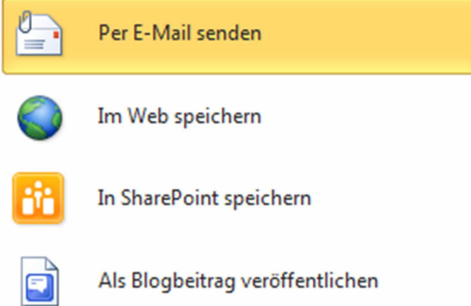 Per E-Mail senden
Im Web speichern
In SharePoint speichern
Als Blogbeitrag veröffentlichen